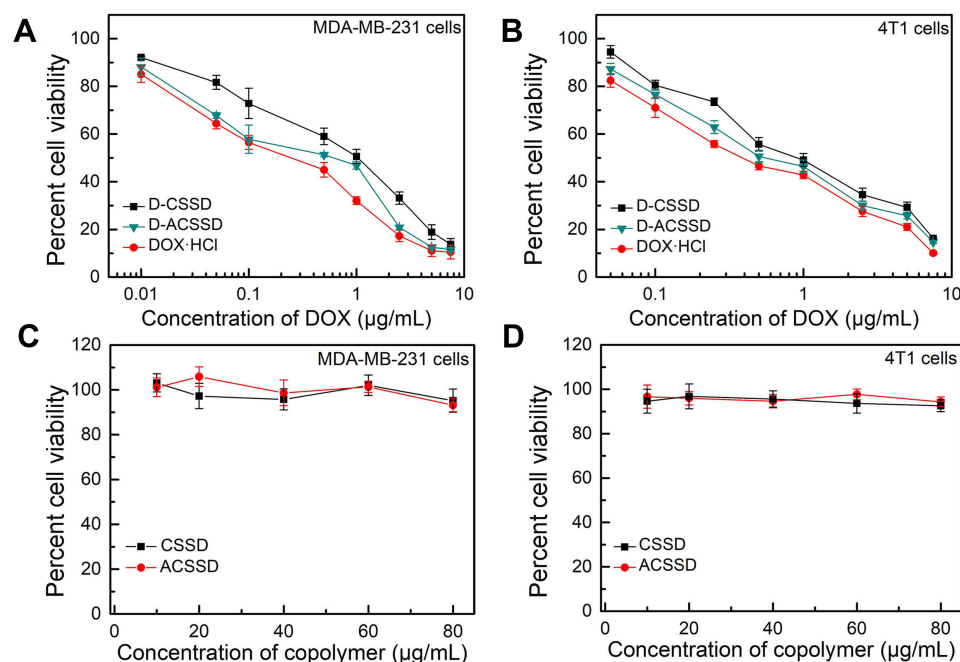 A
MDA-MB-231 cells
100
80
60
40
20
0
Percent cell viability
D-CSSD
D-ACSSD
DOX·HCl
0.01
0.1
1
10
Concentration of DOX (μg/mL)
B
4T1 cells
100
80
60
40
20
0
Percent cell viability
D-CSSD
D-ACSSD
DOX·HCl
0.1
1
10
Concentration of DOX (μg/mL)
C
MDA-MB-231 cells
120
100
80
60
40
20
0
Percent cell viability
CSSD
ACSSD
0
20
40
60
80
Concentration of copolymer (μg/mL)
D
4T1 cells
120
100
80
60
40
20
0
Percent cell viability
CSSD
ACSSD
0
20
40
60
80
Concentration of copolymer (μg/mL)